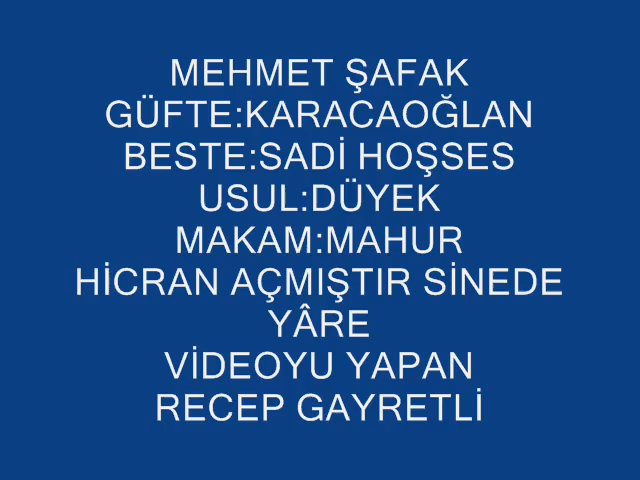 MEHMET ŞAFAK
GÜFTE:KARACAOĞLAN
BESTE:SADİ HOŞSES
USUL:DÜYEK
MAKAM:MAHUR
HİCRAN AÇMIŞTIR SİNEDE
YÂRE
VİDEOYU YAPAN
RECEP GAYRETLİ